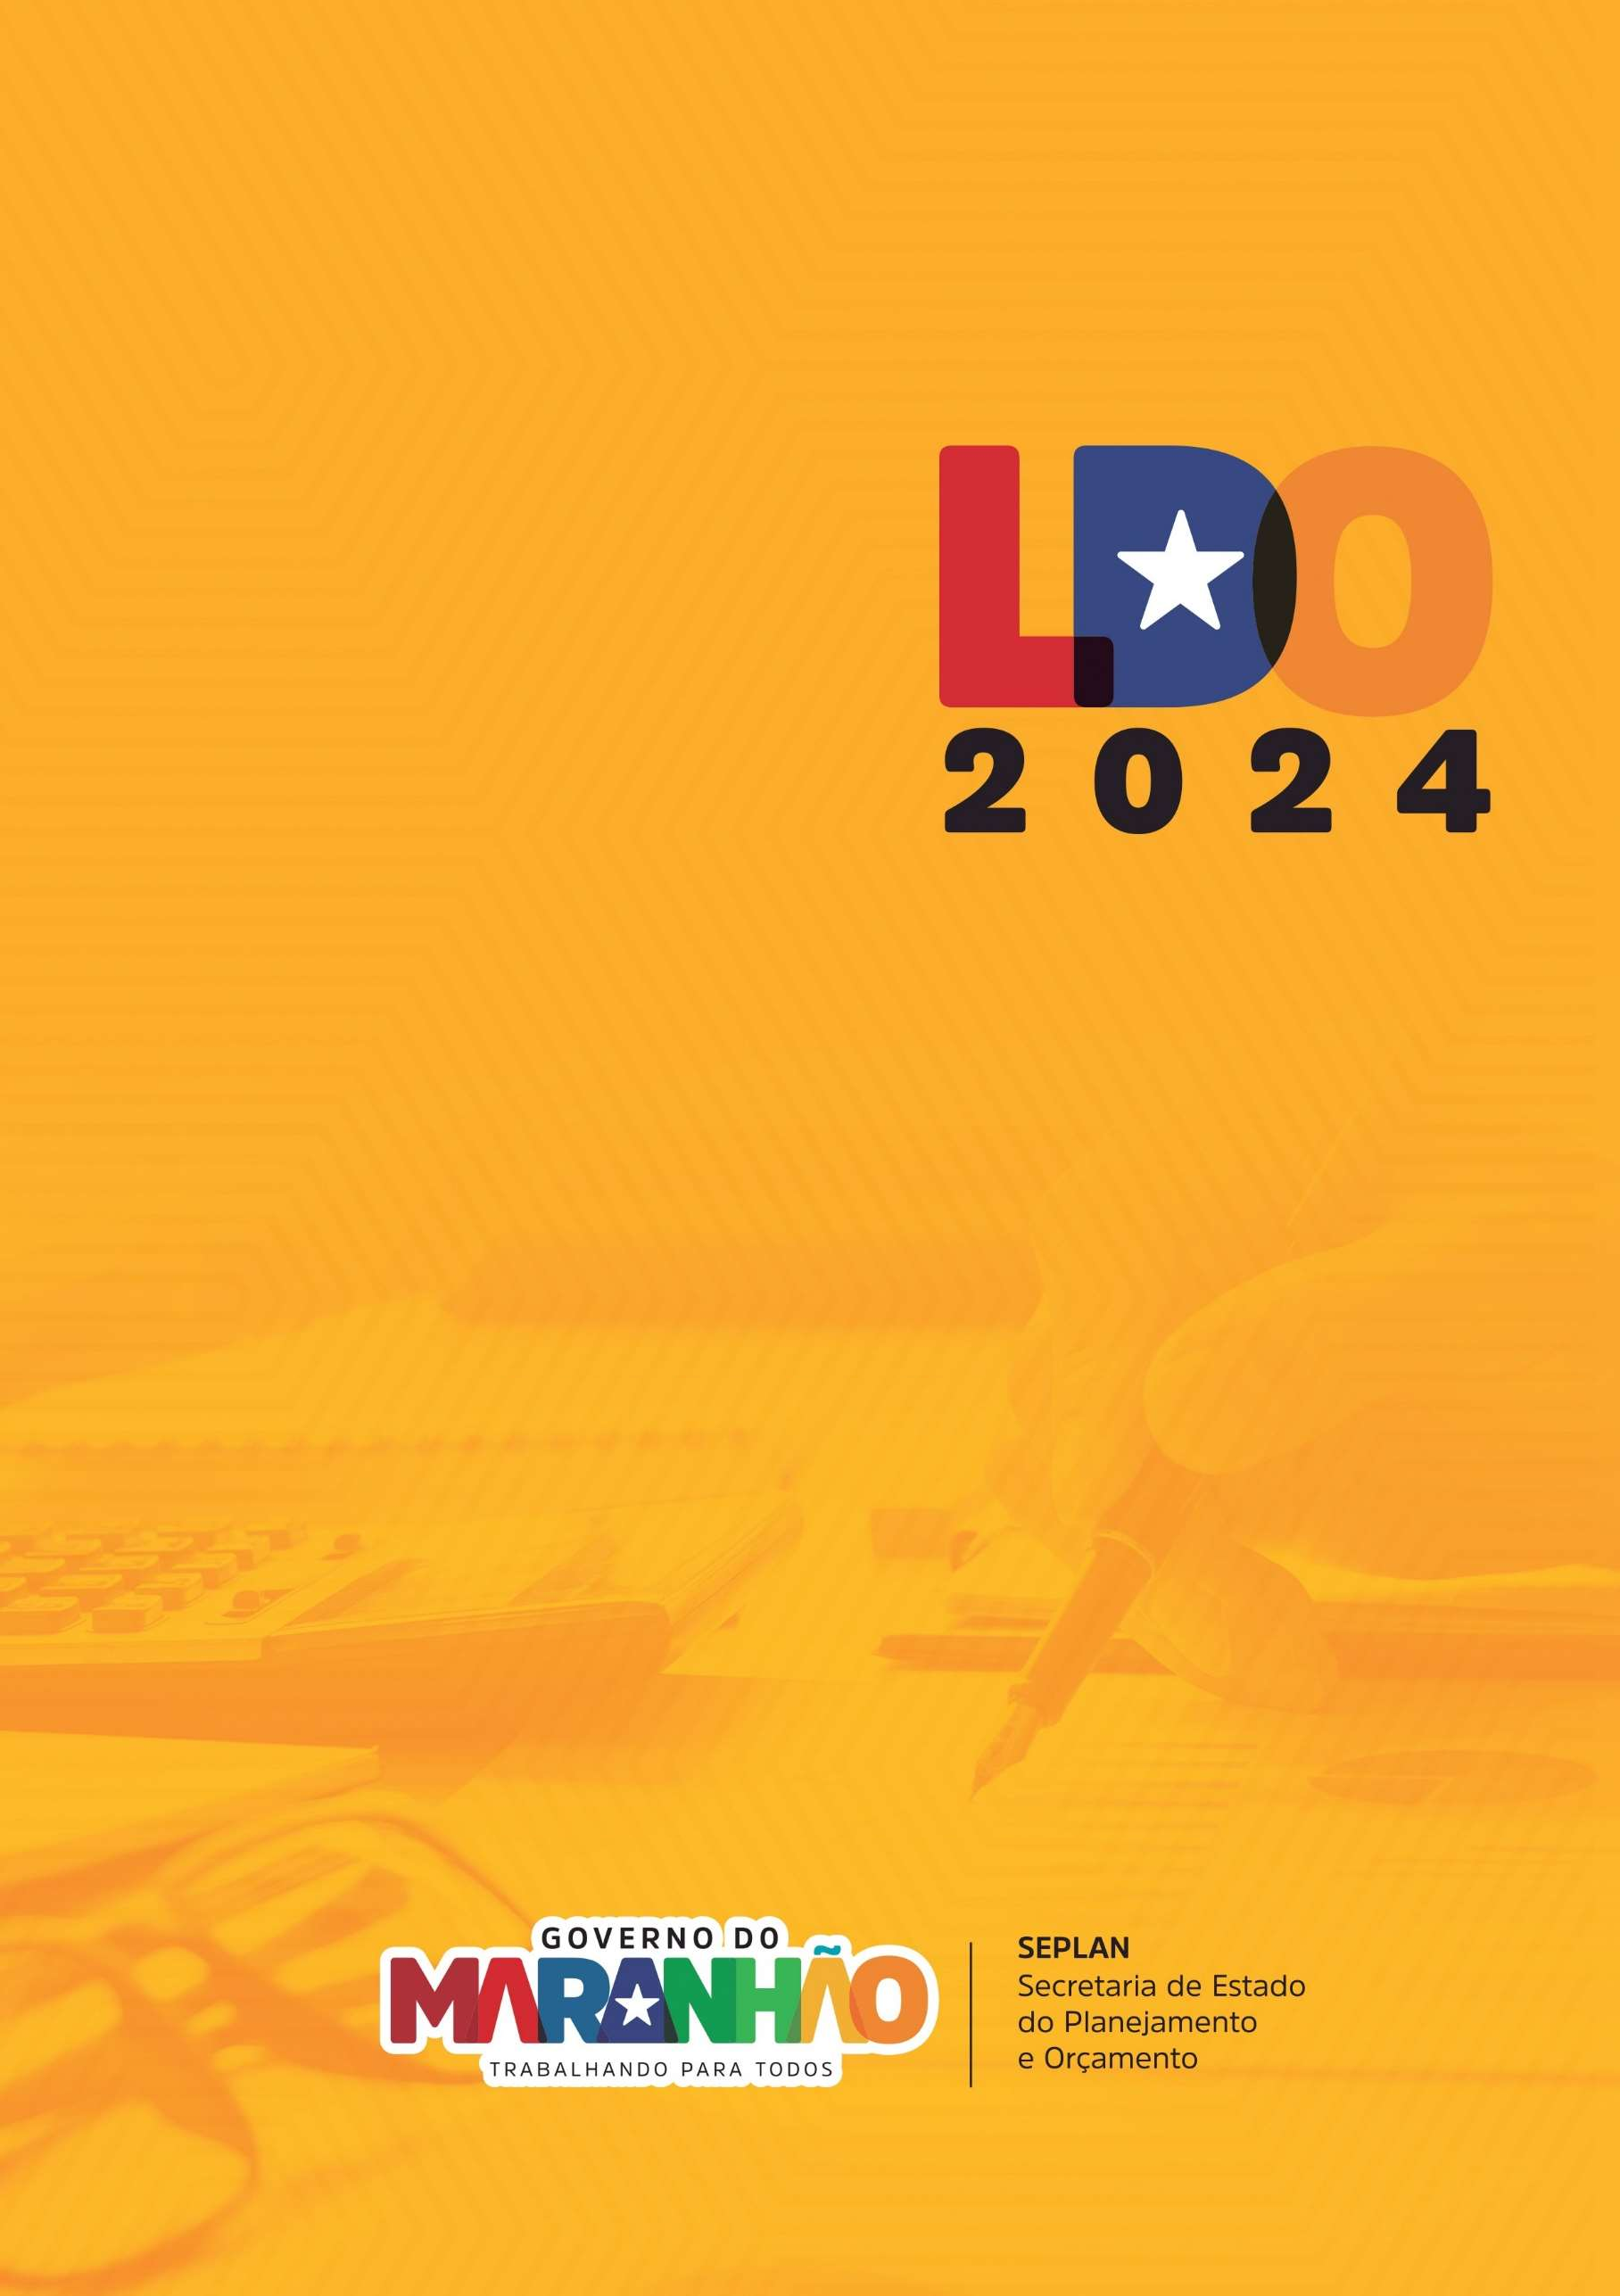 LDO
2024
GOVERNO DO
MARANHÃO
TRABALHANDO PARA TODOS
SEPLAN
Secretaria de Estado
do Planejamento
e Orçamento